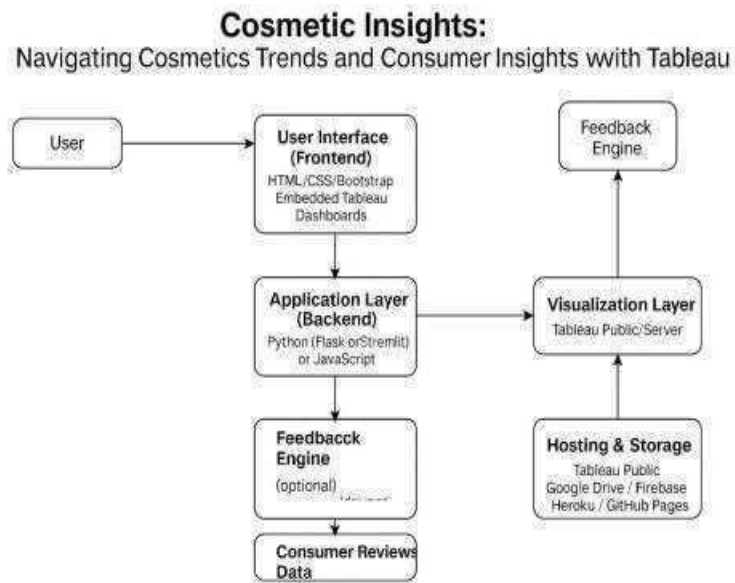 Cosmetic Insights:
Navigating Cosmetics Trends and Consumer Insights wwith Tableau
User
User Interface
(Frontend)
HTML/CSS/Bootstrap
Embedded Tableau
Dashboards
Feedback
Engine
Application Layer
(Backend)
Python (Flask orStremlit)
or JavaScript
Visualization Layer
Tableau Public/Server
Feedbacck
Engine
(optional)
Hosting & Storage
Tableau Public
Google Drive / Firebase
Heroku / GitHub Pages
Consumer Reviews
Data